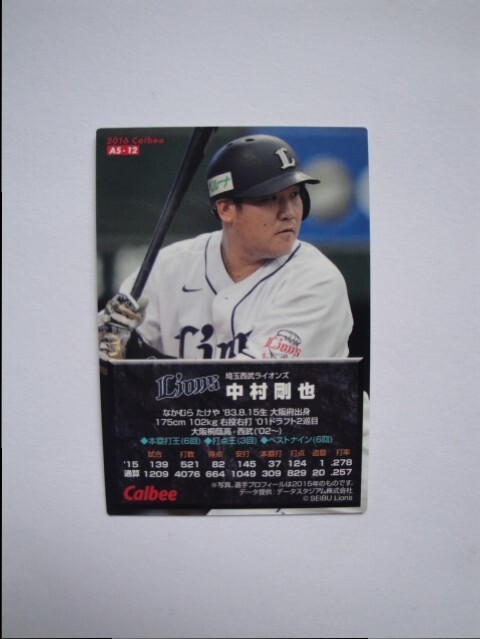 2016 Calbee
AS-12
L
Lions
Lions
埼玉西武ライオンズ
中村剛也
なかむら たけや '83.8.15生 大阪府出身
175cm 102kg 右投右打 '01ドラフト2巡目
大阪桐蔭高-西武('02〜)
◆本塁打王(6回) ◆打点王(3回) ◆ベストナイン(6回)
試合 打数 得点 安打 本塁打 打点 盗塁 打率
'15 139 521 82 145 37 124 1 .278
通算 1209 4076 664 1049 309 829 20 .257
Calbee
※写真、選手プロフィールは2015年のものです。
データ提供:データスタジアム株式会社
© SEIBU Lions